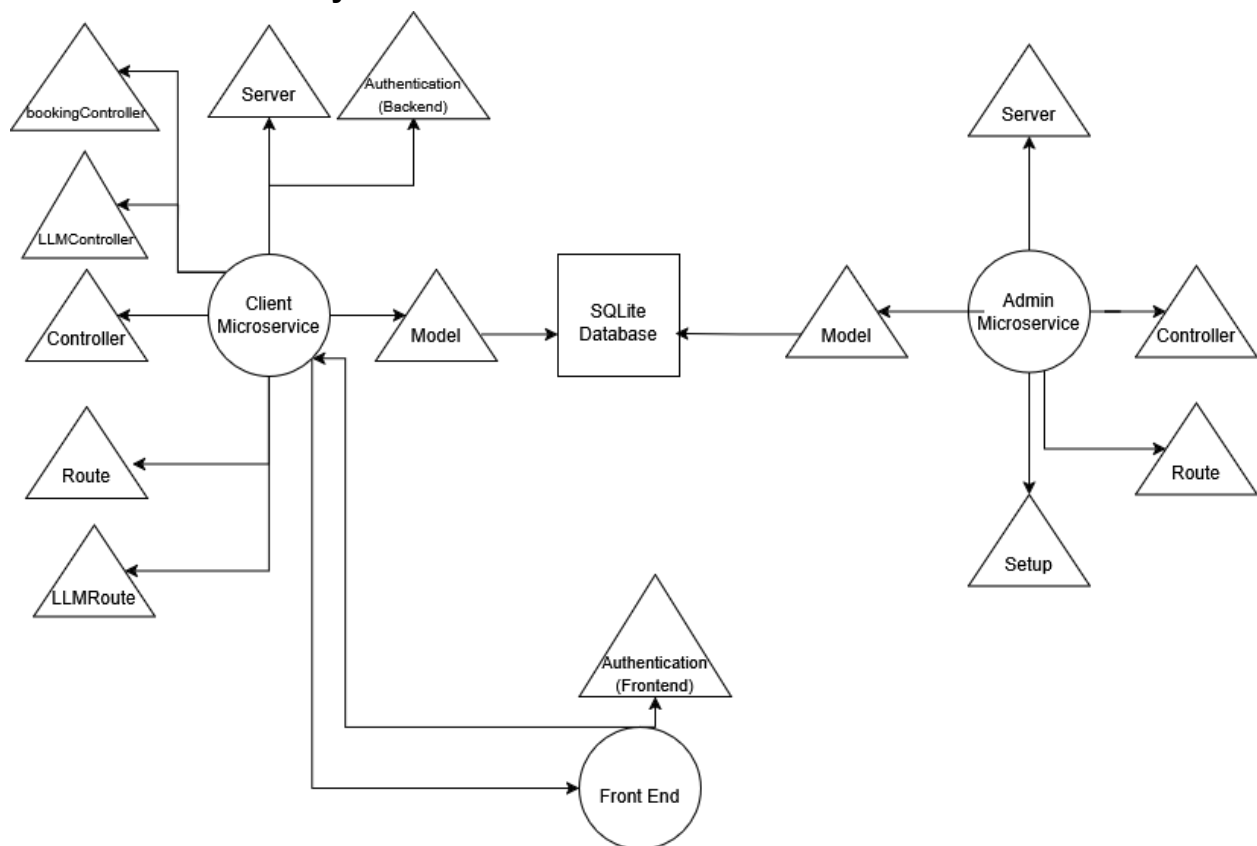 bookingController
Server
Authentication
(Backend)
Server
LLMController
Client
Microservice
Controller
Model
SQLite
Database
Model
Admin
Microservice
Controller
Route
Route
LLMRoute
Setup
Authentication
(Frontend)
Front End